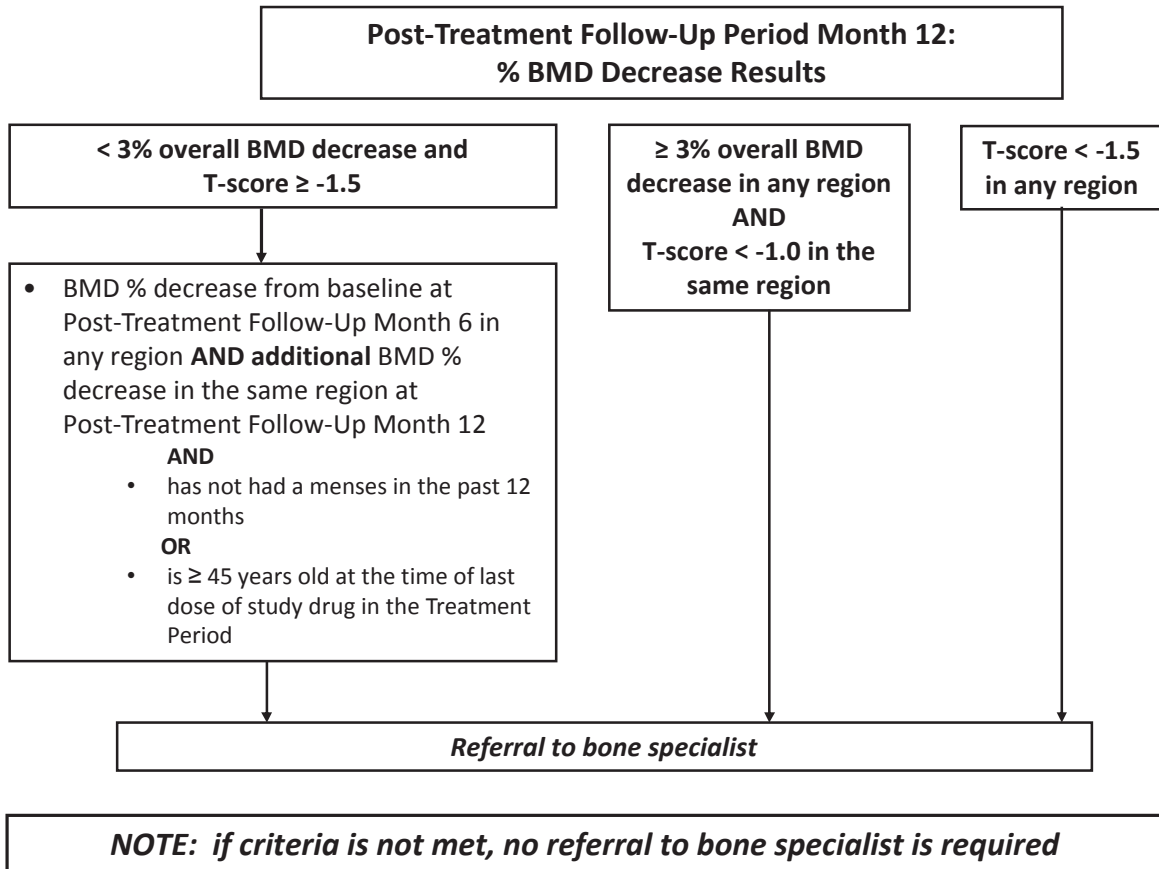 Post-Treatment Follow-Up Period Month 12:
% BMD Decrease Results
< 3% overall BMD decrease and
T-score ≥ -1.5
• BMD % decrease from baseline at
Post-Treatment Follow-Up Month 6 in
any region AND additional BMD %
decrease in the same region at
Post-Treatment Follow-Up Month 12
AND
• has not had a menses in the past 12
months
OR
• is ≥ 45 years old at the time of last
dose of study drug in the Treatment
Period
≥ 3% overall BMD
decrease in any region
AND
T-score < -1.0 in the
same region
T-score < -1.5
in any region
Referral to bone specialist
NOTE: if criteria is not met, no referral to bone specialist is required